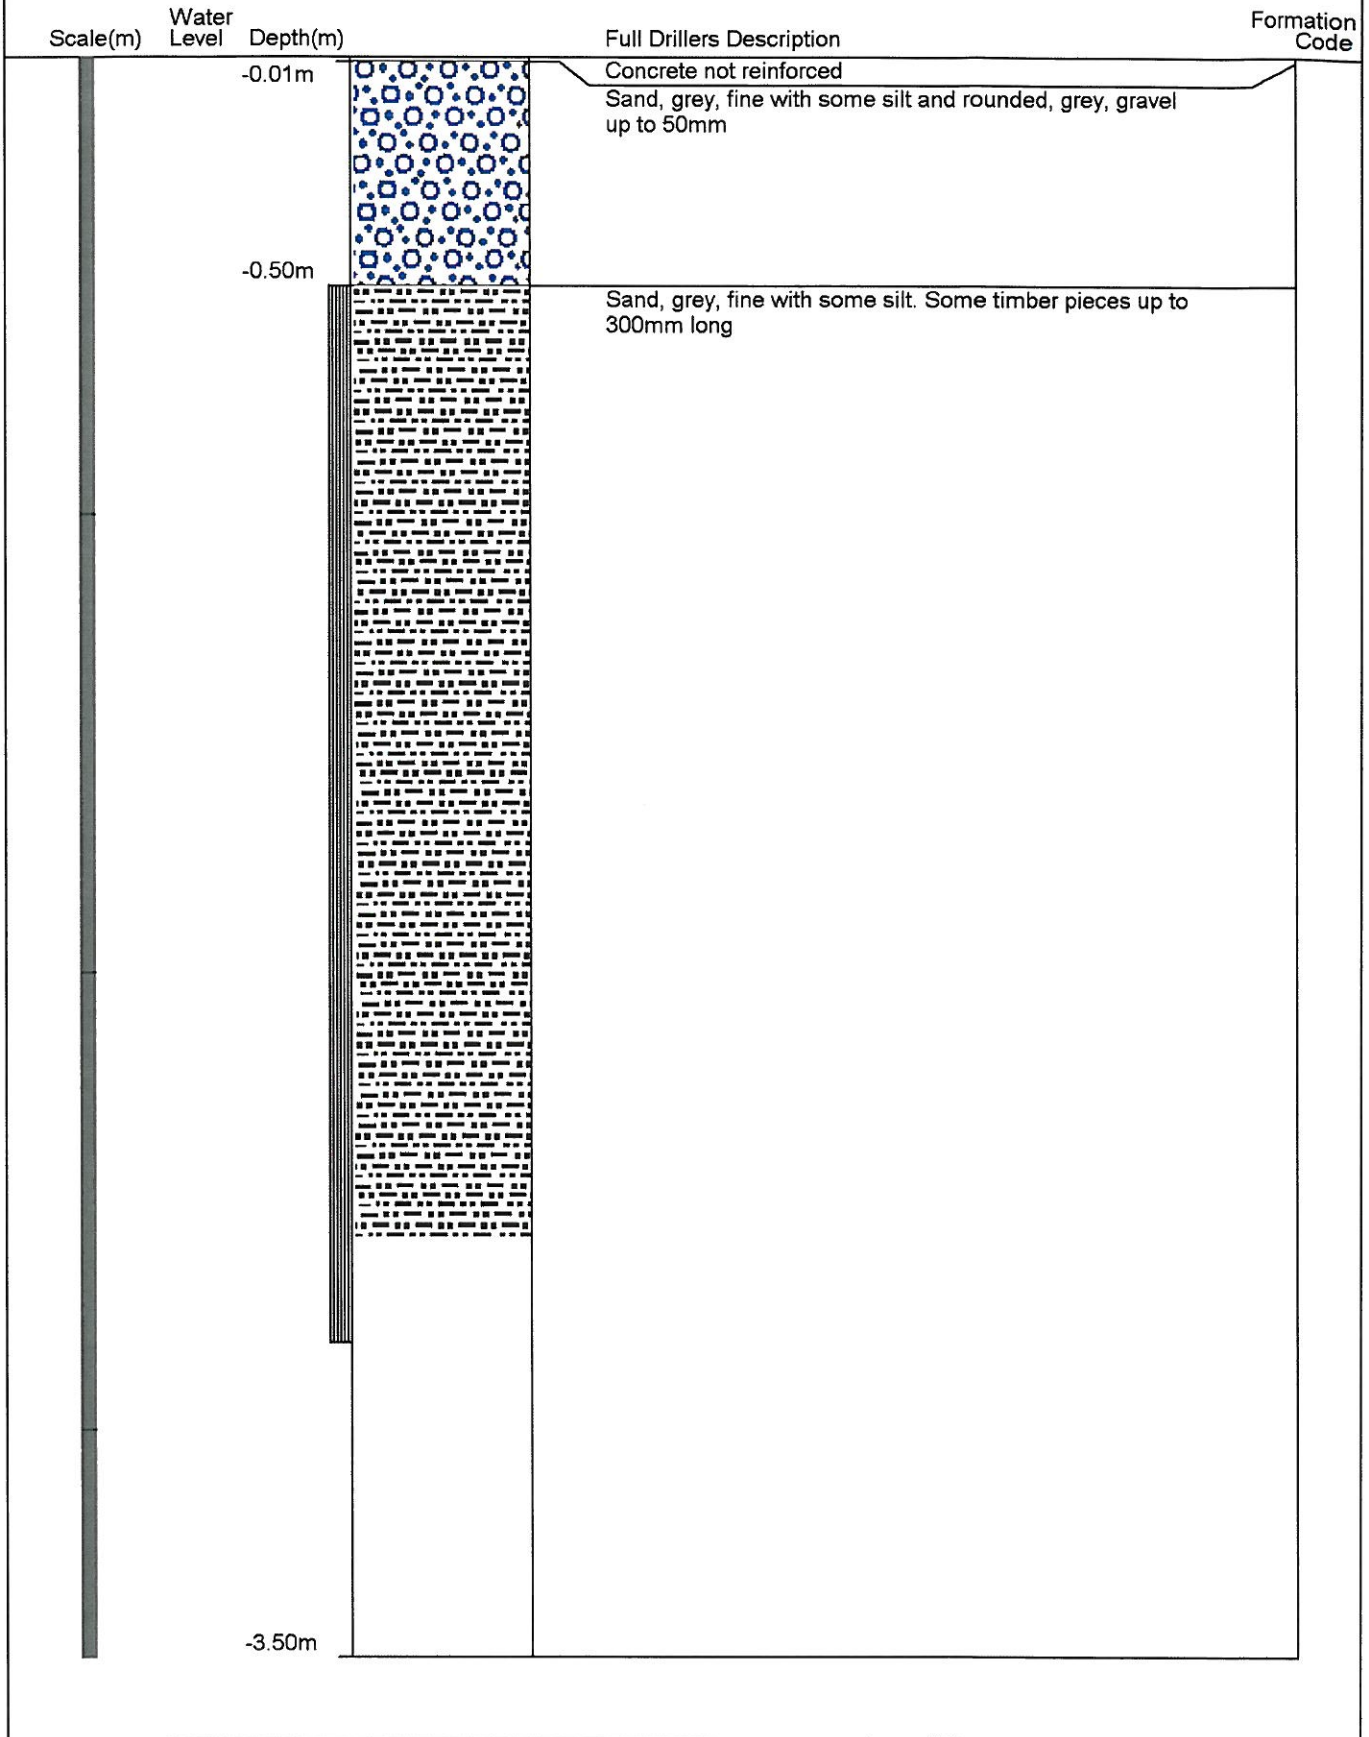 Scale(m)
Water
Level
Depth(m)
Full Drillers Description
Formation
Code
-0.01m
Concrete not reinforced
Sand, grey, fine with some silt and rounded, grey, gravel
up to 50mm
-0.50m
Sand, grey, fine with some silt. Some timber pieces up to
300mm long
-3.50m